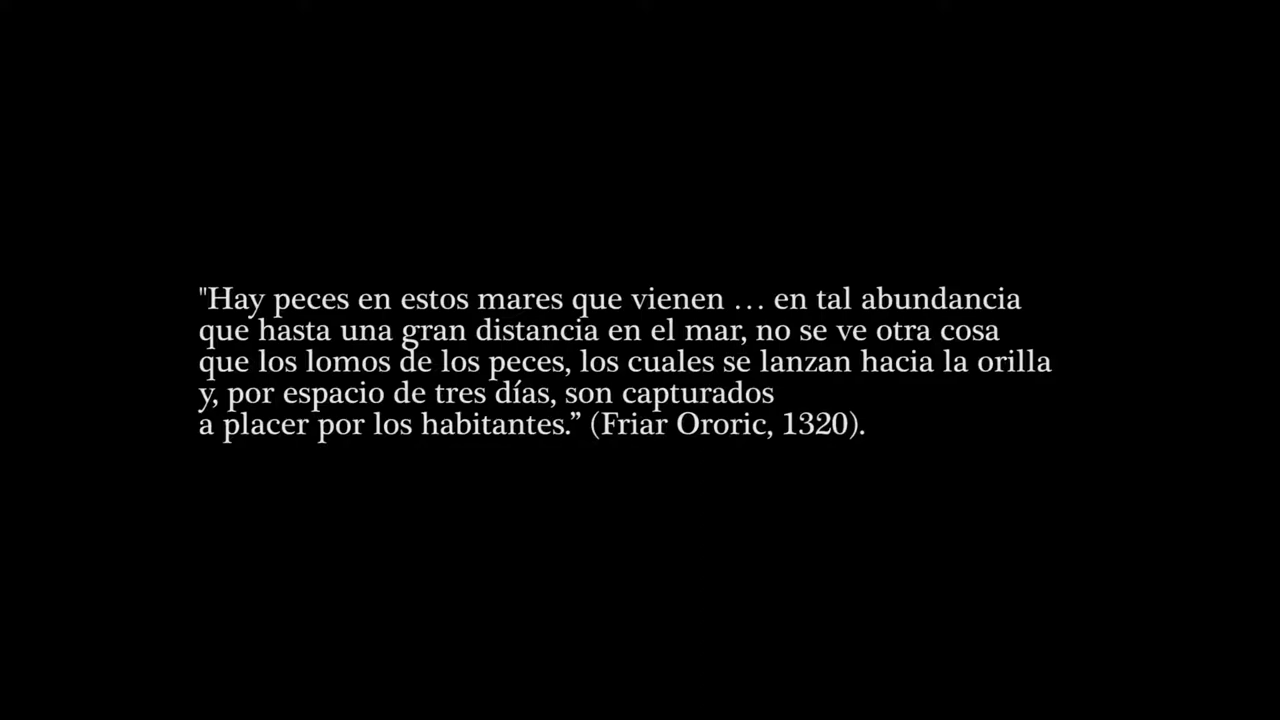 "Hay peces en estos mares que vienen … en tal abundancia
que hasta una gran distancia en el mar, no se ve otra cosa
que los lomos de los peces, los cuales se lanzan hacia la orilla
y, por espacio de tres días, son capturados
a placer por los habitantes.” (Friar Ororic, 1320).